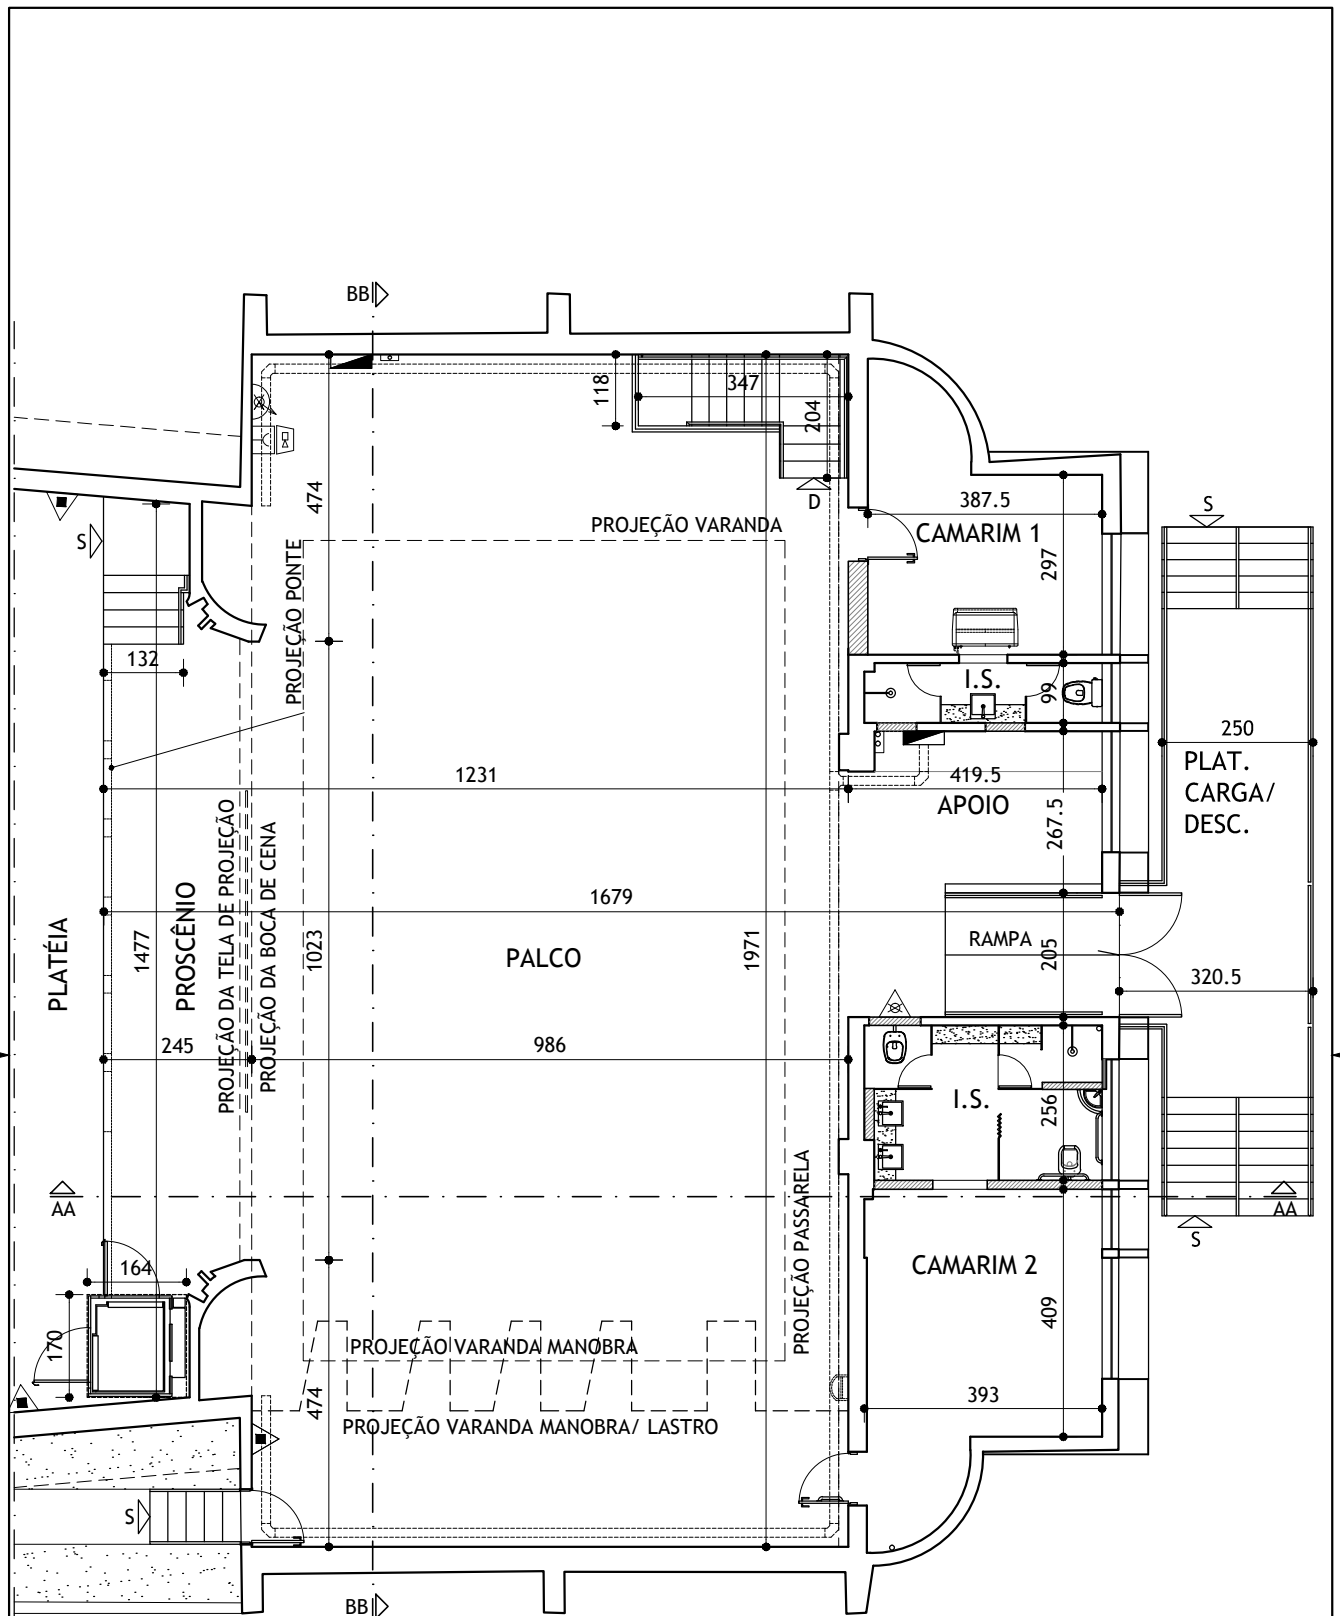 BB
118
347
204
474
D
PROJEÇÃO VARANDA
S
387.5
CAMARIM 1
297
S
PROJEÇÃO PONTE
132
I.S.
99
250
PLAT.
CARGA/
DESC.
1231
419.5
APOIO
267.5
PROJEÇÃO DA TELA DE PROJEÇÃO
PROJEÇÃO DA BOCA DE CENA
PLATÉIA
1477
PROSCÊNIO
1023
1679
PALCO
1971
RAMPA
205
320.5
245
986
I.S.
256
AA
AA
S
PROJEÇÃO PASSARELA
164
170
CAMARIM 2
409
PROJEÇÃO VARANDA MANOBRA
474
393
PROJEÇÃO VARANDA MANOBRA/ LASTRO
S
BB